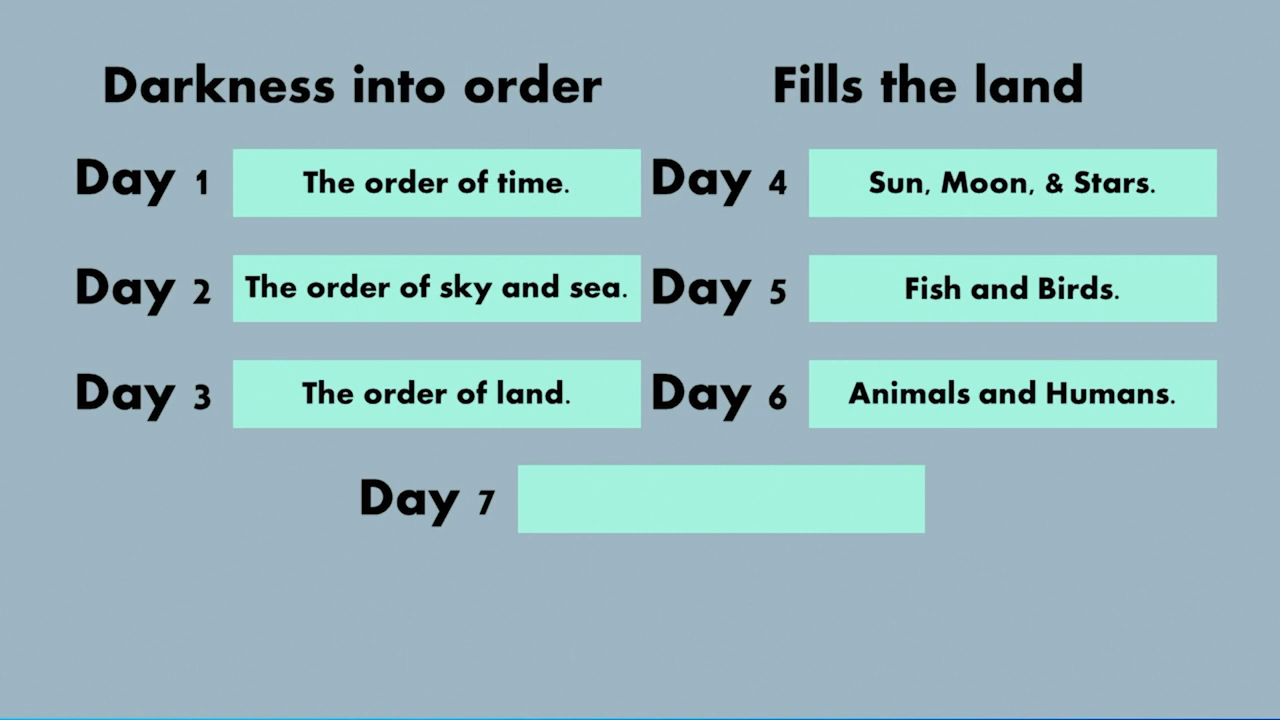 Darkness into order
Fills the land
Day 1 The order of time.
Day 4 Sun, Moon, & Stars.
Day 2 The order of sky and sea.
Day 5 Fish and Birds.
Day 3 The order of land.
Day 6 Animals and Humans.
Day 7